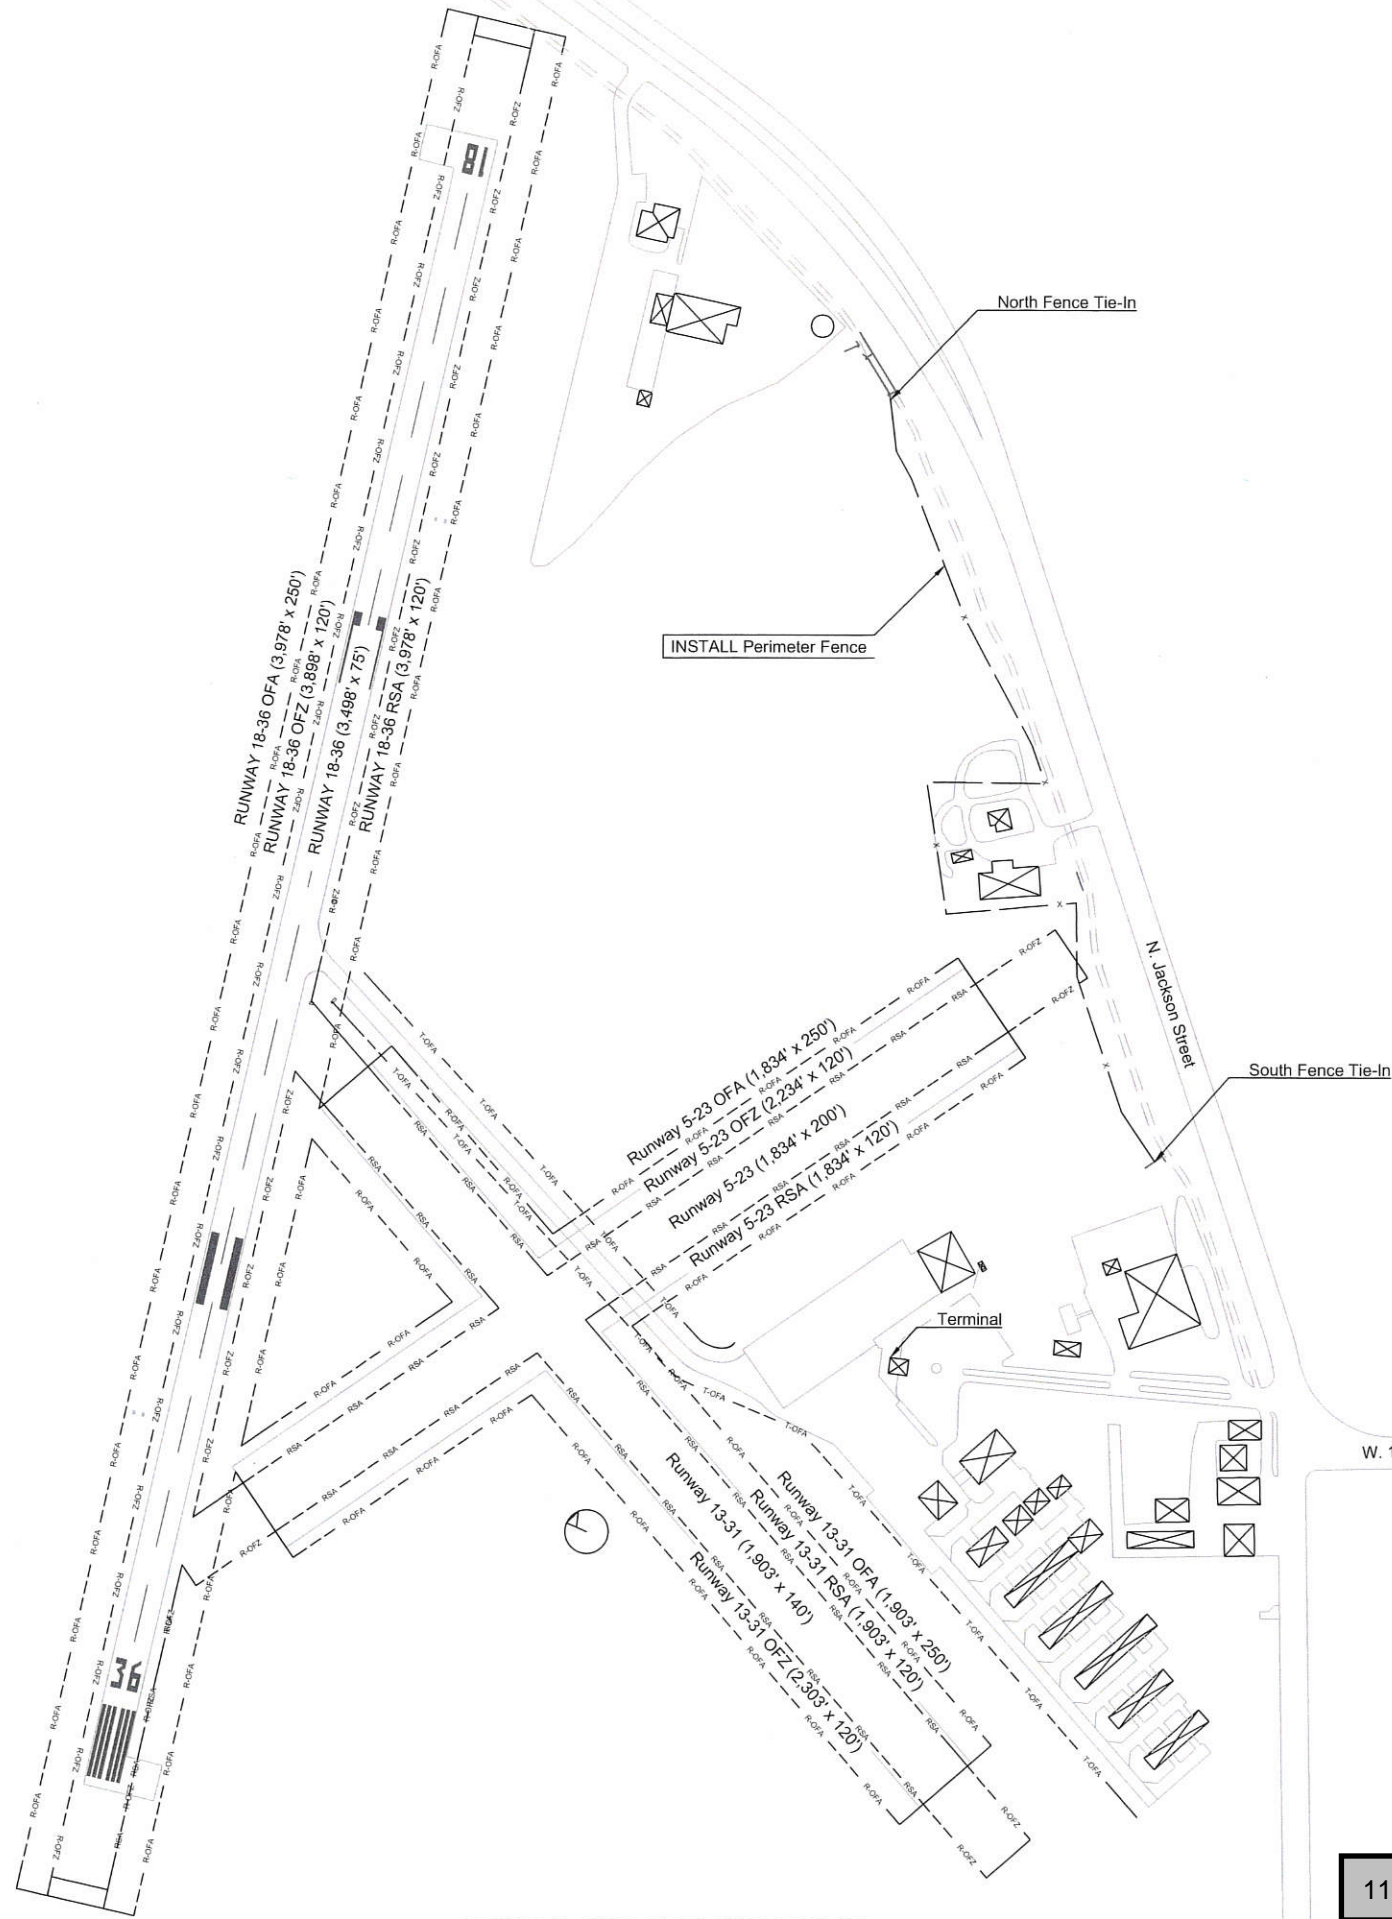 18
North Fence Tie-In
INSTALL Perimeter Fence
RUNWAY 18-36 OFA (3,978' x 250')
RUNWAY 18-36 OFZ (3,898' x 120')
RUNWAY 18-36 (3,498' x 75')
RUNWAY 18-36 RSA (3,978' x 120')
N. Jackson Street
South Fence Tie-In
Runway 5-23 OFA (1,834' x 250')
Runway 5-23 OFZ (2,234' x 120')
Runway 5-23 (1,834' x 200')
Runway 5-23 RSA (1,834' x 120')
R-OFA
R-OFZ
RSA
T-OFA
X
Terminal
W. 1
Runway 13-31 OFA (1,903' x 250')
Runway 13-31 RSA (1,903' x 120')
Runway 13-31 (1,903' x 140')
Runway 13-31 OFZ (2,303' x 120')
36
11